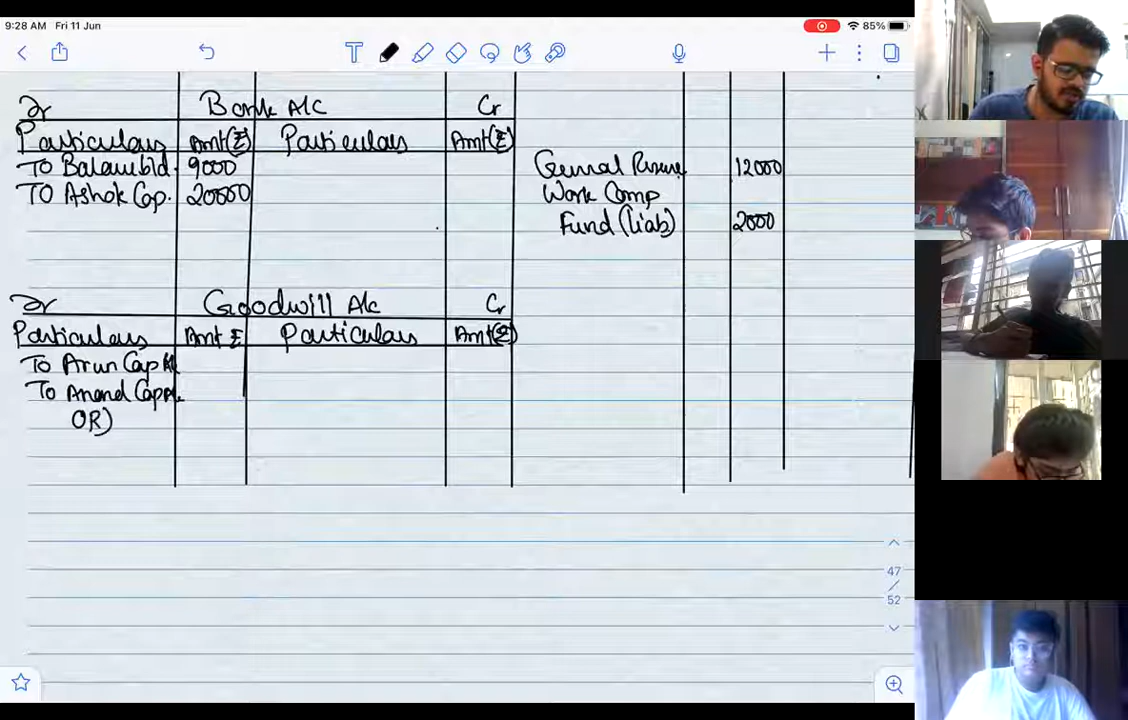 9:28 AM Fri 11 Jun
85%
T
Dr Bank A/c Cr
Particulars Amt(₹) Particulars Amt(₹)
To Balance b/d. 9000
To Ashok Cap. 20000
General Reserve 12000
Work Comp
Fund (Liab) 2000
Dr Goodwill A/c Cr
Particulars Amt ₹ Particulars Amt(₹)
To Arun Cap A/c
To Anand Cap A/c
OR)
47
/
52